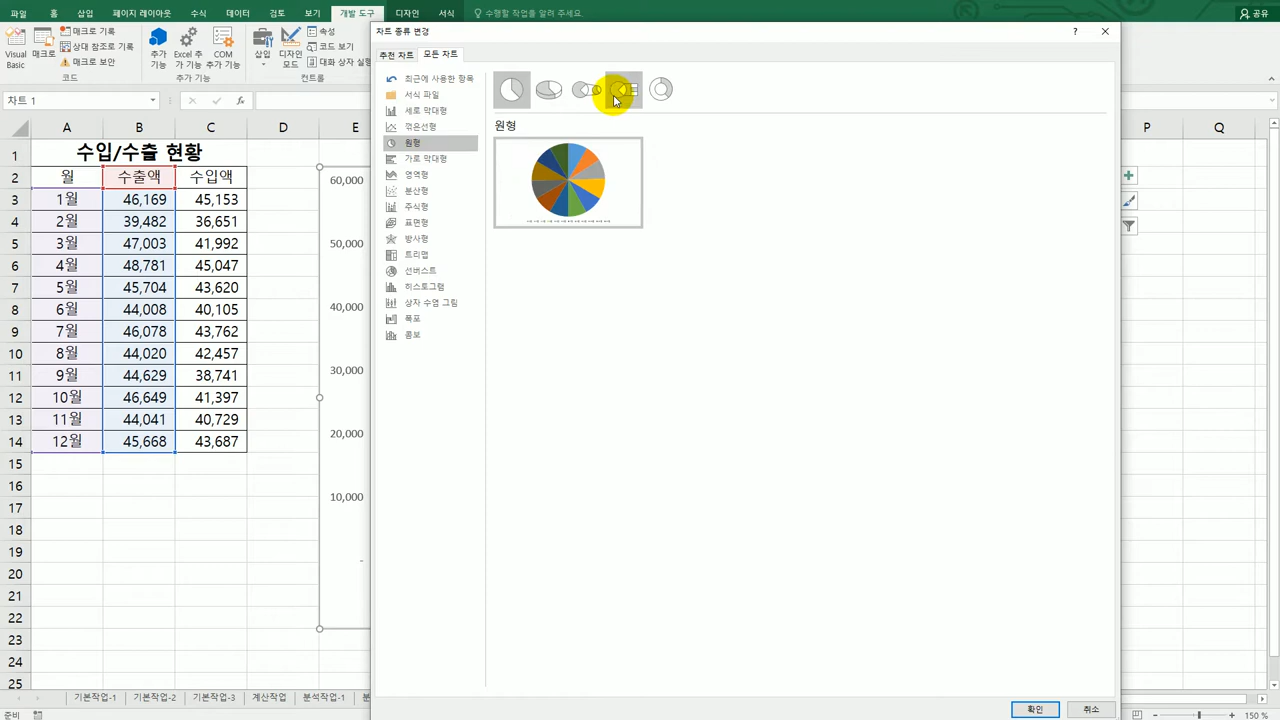 파일 홈 삽입 페이지 레이아웃 수식 데이터 검토 보기 개발 도구 디자인 서식 수행할 작업을 알려 주세요. 공유
차트 종류 변경 ?
Visual Basic
매크로
매크로 기록
상대 참조로 기록
매크로 보안
코드
추가 기능
Excel 추가 기능
COM 추가 기능
추가 기능
삽입
디자인 모드
속성
코드 보기
대화 상자 실행
컨트롤
추천 차트 모든 차트
차트 1
fx
최근에 사용한 항목
서식 파일
세로 막대형
꺾은선형
원형
가로 막대형
영역형
분산형
주식형
표면형
방사형
트리맵
선버스트
히스토그램
상자 수염 그림
폭포
콤보
원형
A B C D E P Q
1 수입/수출 현황
2 월 수출액 수입액
3 1월 46,169 45,153
4 2월 39,482 36,651
5 3월 47,003 41,992
6 4월 48,781 45,047
7 5월 45,704 43,620
8 6월 44,008 40,105
9 7월 46,078 43,762
10 8월 44,020 42,457
11 9월 44,629 38,741
12 10월 46,649 41,397
13 11월 44,041 40,729
14 12월 45,668 43,687
15
16
17
18
19
20
21
22
23
24
25
60,000
50,000
40,000
30,000
20,000
10,000
-
기본작업-1 기본작업-2 기본작업-3 계산작업 분석작업-1
확인 취소
준비 150 %